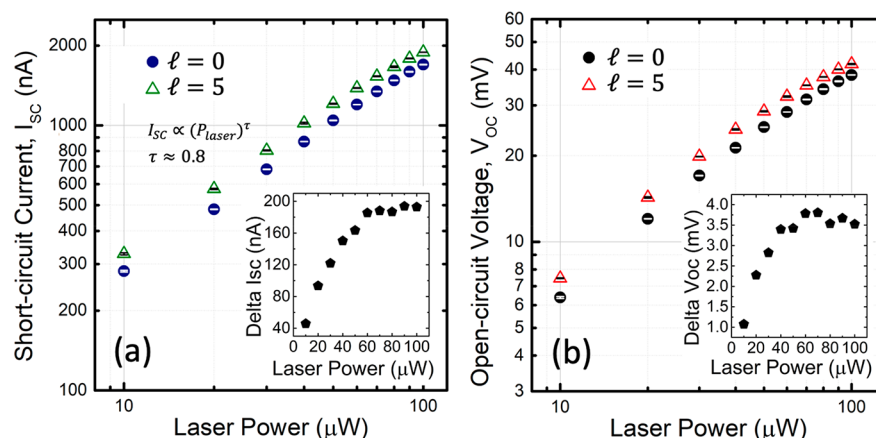 Short-circuit Current, I_SC (nA)
2000
1000
800
600
500
400
300
200
100
ℓ = 0
ℓ = 5
I_SC ∝ (P_laser)^τ
τ ≈ 0.8
(a)
10
100
Laser Power (μW)
Delta Isc (nA)
200
160
120
80
40
0 20 40 60 80 100
Laser Power (μW)
Open-circuit Voltage, V_OC (mV)
60
50
40
30
20
10
8
7
6
5
4
3
ℓ = 0
ℓ = 5
(b)
10
100
Laser Power (μW)
Delta Voc (mV)
4.0
3.5
3.0
2.5
2.0
1.5
1.0
0 20 40 60 80 100
Laser Power (μW)